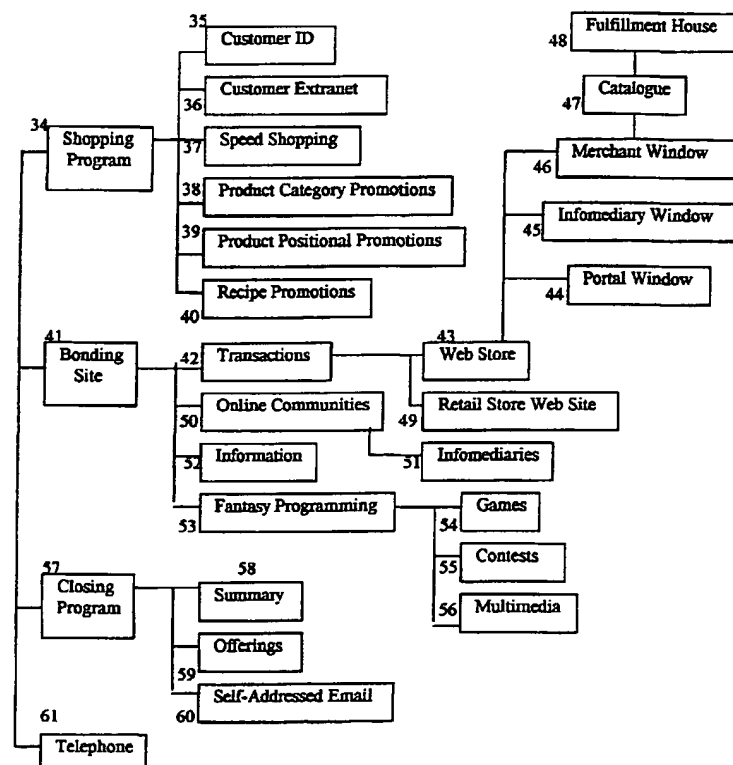 35
Customer ID
36
Customer Extranet
34
Shopping
Program
37
Speed Shopping
38
Product Category Promotions
39
Product Positional Promotions
Recipe Promotions
40
48
Fulfillment House
47
Catalogue
46
Merchant Window
45
Infomediary Window
44
Portal Window
41
Bonding
Site
42
Transactions
43
Web Store
49
Retail Store Web Site
50
Online Communities
51
Infomediaries
52
Information
53
Fantasy Programming
54
Games
55
Contests
56
Multimedia
57
Closing
Program
58
Summary
Offerings
59
Self-Addressed Email
60
61
Telephone